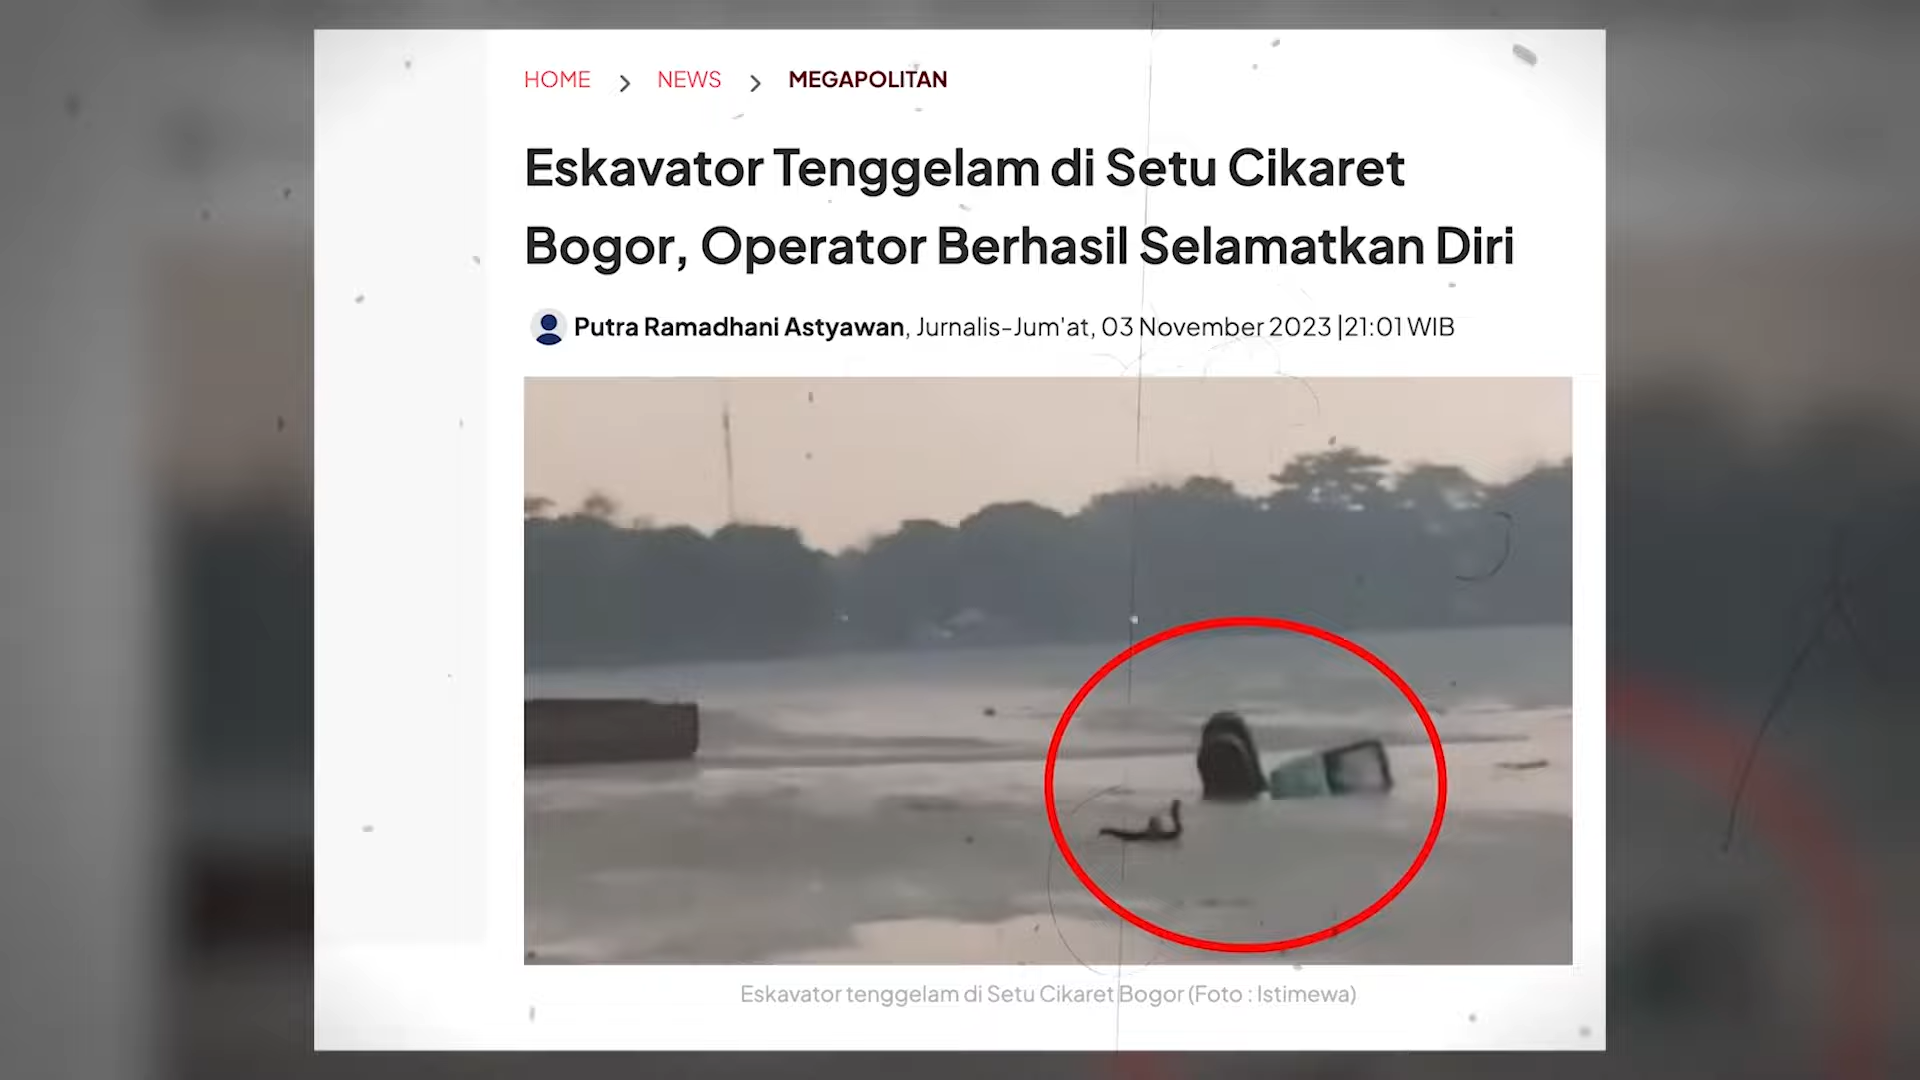 HOME > NEWS > MEGAPOLITAN
Eskavator Tenggelam di Setu Cikaret
Bogor, Operator Berhasil Selamatkan Diri
Putra Ramadhani Astyawan, Jurnalis-Jum'at, 03 November 2023 |21:01 WIB
Eskavator tenggelam di Setu Cikaret Bogor (Foto : Istimewa)